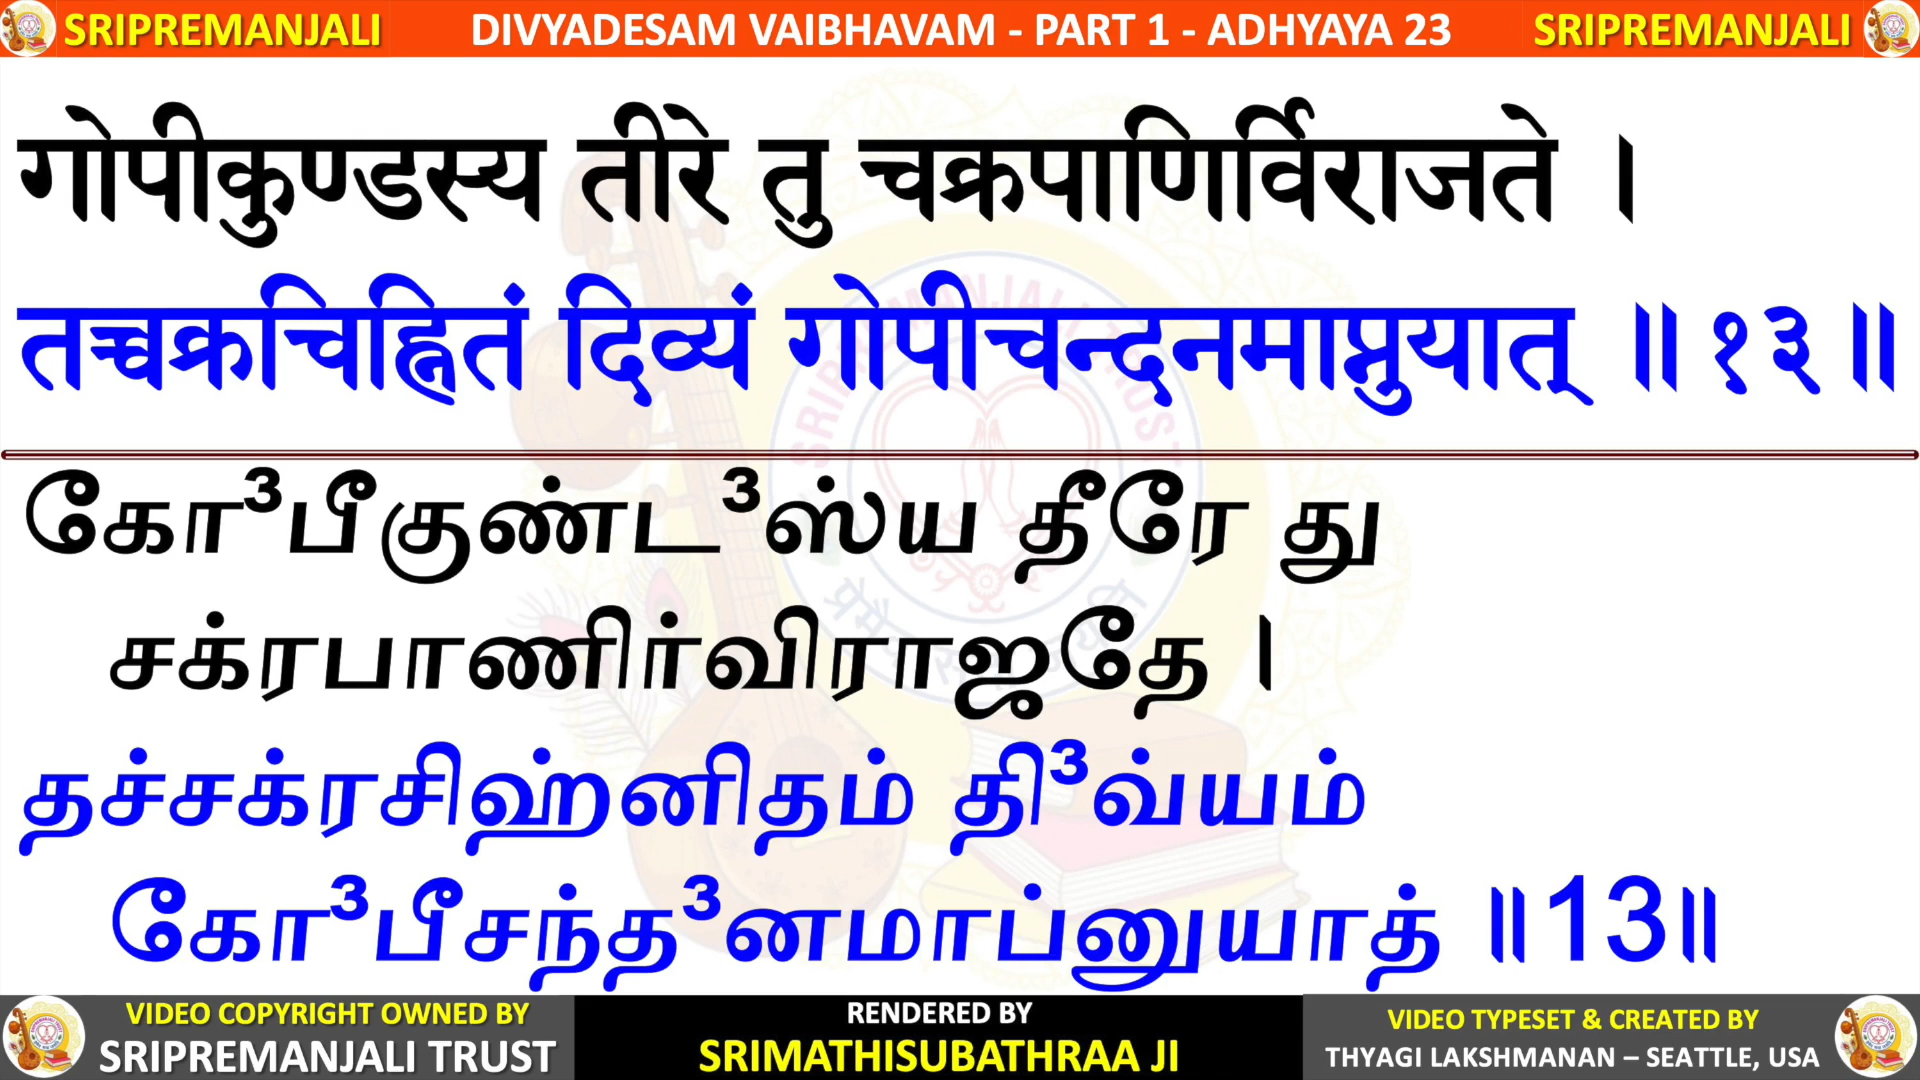 SRIPREMANJALI DIVYADESAM VAIBHAVAM - PART 1 - ADHYAYA 23 SRIPREMANJALI
गोपीकुण्डस्य तीरे तु चक्रपाणिर्विराजते ।
तच्चक्रचिह्नितं दिव्यं गोपीचन्दनमाप्नुयात् ॥ १३ ॥
கோ³பீகுண்ட³ஸ்ய தீரே து
சக்ரபாணிர்விராஜதே ।
தச்சக்ரசிஹ்னிதம் தி³வ்யம்
கோ³பீசந்த³னமாப்னுயாத் ॥13॥
VIDEO COPYRIGHT OWNED BY
SRIPREMANJALI TRUST
RENDERED BY
SRIMATHISUBATHRAA JI
VIDEO TYPESET & CREATED BY
THYAGI LAKSHMANAN – SEATTLE, USA